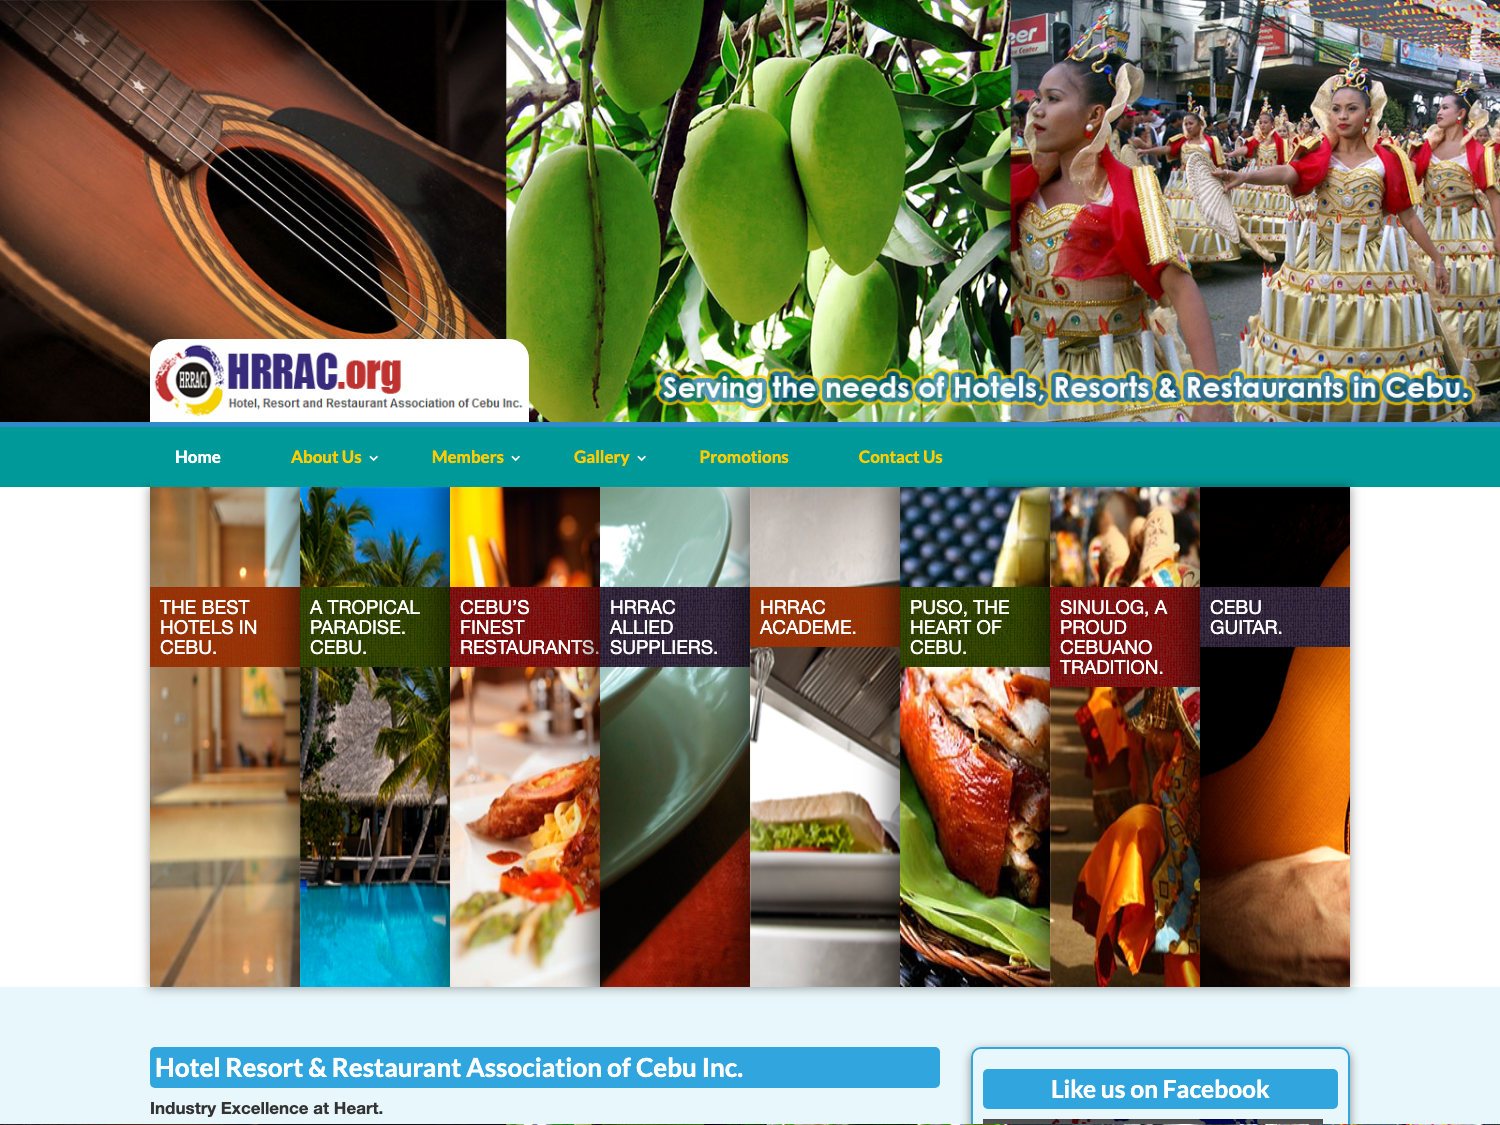 eer
HRRACI
HRRAC.org
Hotel, Resort and Restaurant Association of Cebu Inc.
Serving the needs of Hotels, Resorts & Restaurants in Cebu.
Home
About Us
Members
Gallery
Promotions
Contact Us
THE BEST
HOTELS IN
CEBU.
A TROPICAL
PARADISE.
CEBU.
CEBU’S
FINEST
RESTAURANTS.
HRRAC
ALLIED
SUPPLIERS.
HRRAC
ACADEME.
PUSO, THE
HEART OF
CEBU.
SINULOG, A
PROUD
CEBUANO
TRADITION.
CEBU
GUITAR.
Hotel Resort & Restaurant Association of Cebu Inc.
Industry Excellence at Heart.
Like us on Facebook